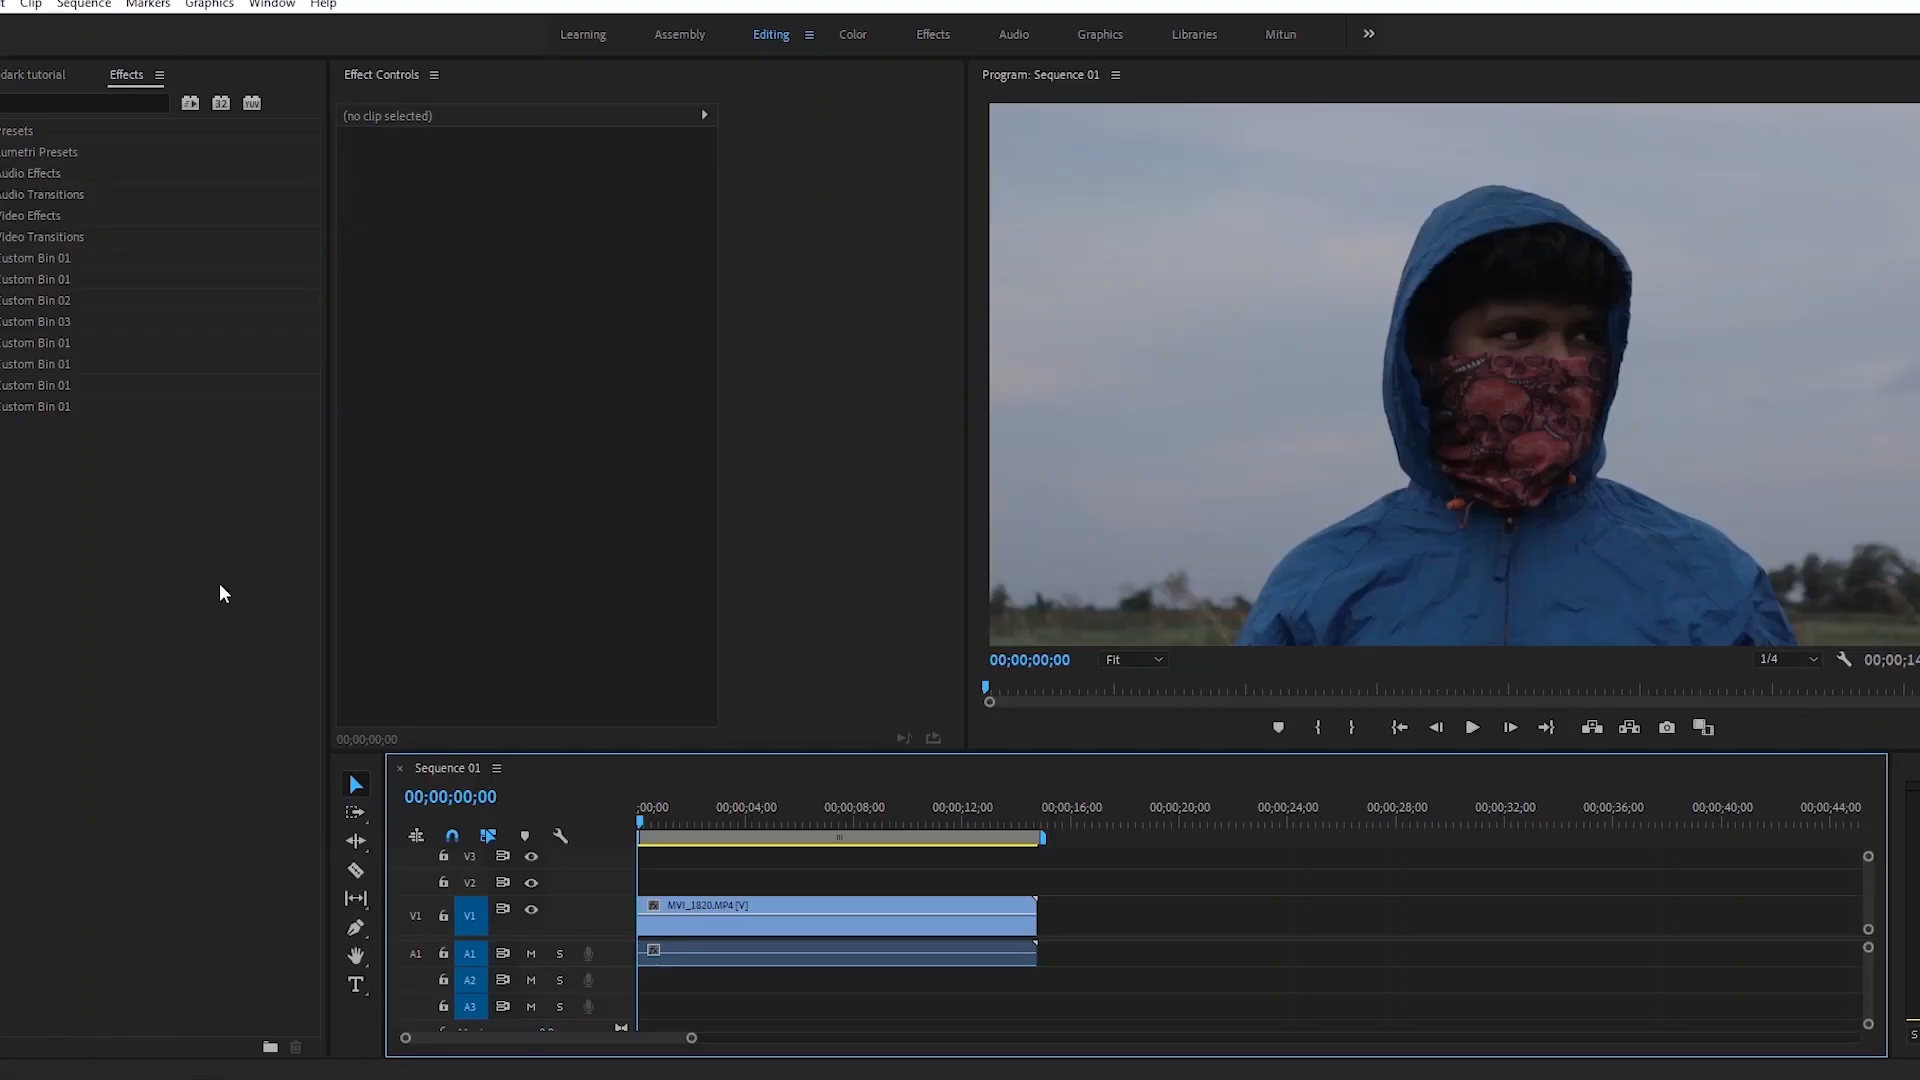 t Clip Sequence Markers Graphics Window Help
Learning Assembly Editing Color Effects Audio Graphics Libraries Mitun
dark tutorial Effects
32 YUV
resets
umetri Presets
udio Effects
udio Transitions
ideo Effects
ideo Transitions
ustom Bin 01
ustom Bin 01
ustom Bin 02
ustom Bin 03
ustom Bin 01
ustom Bin 01
ustom Bin 01
ustom Bin 01
Effect Controls
(no clip selected)
00;00;00;00
Program: Sequence 01
00;00;00;00 Fit 1/4 00;00;14
× Sequence 01
00;00;00;00
;00;00 00;00;04;00 00;00;08;00 00;00;12;00 00;00;16;00 00;00;20;00 00;00;24;00 00;00;28;00 00;00;32;00 00;00;36;00 00;00;40;00 00;00;44;00
V3
V2
V1 V1 fx MVI_1820.MP4 [V]
A1 A1 M S fx
A2 M S
A3 M S
S